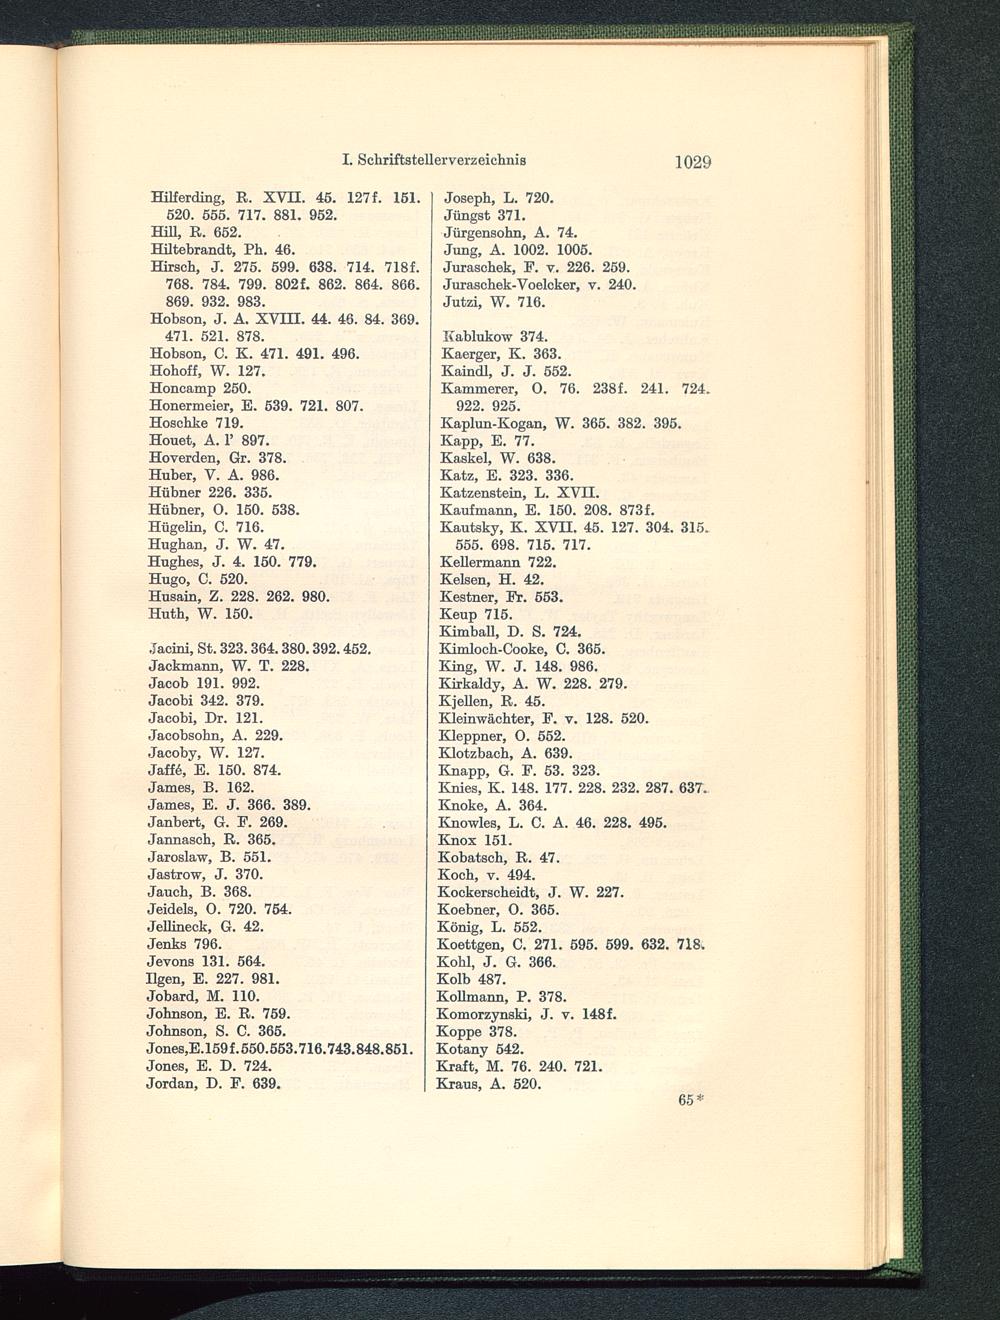 I. Schriftstellerverzeichnis
1029
Hilferding, R. XVII. 45. 127f. 151.
520. 555. 717. 881. 952.
Hill, R. 652.
Hiltebrandt, Ph. 46.
Hirsch, J. 275. 599. 638. 714. 718f.
768. 784. 799. 802f. 862. 864. 866.
869. 932. 983.
Hobson, J. A. XVIII. 44. 46. 84. 369.
471. 521. 878.
Hobson, C. K. 471. 491. 496.
Hohoff, W. 127.
Honcamp 250.
Honermeier, E. 539. 721. 807.
Hoschke 719.
Houet, A. l’ 897.
Hoverden, Gr. 378.
Huber, V. A. 986.
Hübner 226. 335.
Hübner, O. 150. 538.
Hügelin, C. 716.
Hughan, J. W. 47.
Hughes, J. 4. 150. 779.
Hugo, C. 520.
Husain, Z. 228. 262. 980.
Huth, W. 150.
Jacini, St. 323. 364. 380. 392. 452.
Jackmann, W. T. 228.
Jacob 191. 992.
Jacobi 342. 379.
Jacobi, Dr. 121.
Jacobsohn, A. 229.
Jacoby, W. 127.
Jaffé, E. 150. 874.
James, B. 162.
James, E. J. 366. 389.
Janbert, G. F. 269.
Jannasch, R. 365.
Jaroslaw, B. 551.
Jastrow, J. 370.
Jauch, B. 368.
Jeidels, O. 720. 754.
Jellineck, G. 42.
Jenks 796.
Jevons 131. 564.
Ilgen, E. 227. 981.
Jobard, M. 110.
Johnson, E. R. 759.
Johnson, S. C. 365.
Jones, E. 159f. 550. 553. 716. 743. 848. 851.
Jones, E. D. 724.
Jordan, D. F. 639.
Joseph, L. 720.
Jüngst 371.
Jürgensohn, A. 74.
Jung, A. 1002. 1005.
Juraschek, F. v. 226. 259.
Juraschek-Voelcker, v. 240.
Jutzi, W. 716.
Kablukow 374.
Kaerger, K. 363.
Kaindl, J. J. 552.
Kammerer, O. 76. 238f. 241. 724.
922. 925.
Kaplun-Kogan, W. 365. 382. 395.
Kapp, E. 77.
Kaskel, W. 638.
Katz, E. 323. 336.
Katzenstein, L. XVII.
Kaufmann, E. 150. 208. 873f.
Kautsky, K. XVII. 45. 127. 304. 315.
555. 698. 715. 717.
Kellermann 722.
Kelsen, H. 42.
Kestner, Fr. 553.
Keup 715.
Kimball, D. S. 724.
Kimloch-Cooke, C. 365.
King, W. J. 148. 986.
Kirkaldy, A. W. 228. 279.
Kjellen, R. 45.
Kleinwächter, F. v. 128. 520.
Kleppner, O. 552.
Klotzbach, A. 639.
Knapp, G. F. 53. 323.
Knies, K. 148. 177. 228. 232. 287. 637.
Knoke, A. 364.
Knowles, L. C. A. 46. 228. 495.
Knox 151.
Kobatsch, R. 47.
Koch, v. 494.
Kockerscheidt, J. W. 227.
Koebner, O. 365.
König, L. 552.
Koettgen, C. 271. 595. 599. 632. 718.
Kohl, J. G. 366.
Kolb 487.
Kollmann, P. 378.
Komorzynski, J. v. 148f.
Koppe 378.
Kotany 542.
Kraft, M. 76. 240. 721.
Kraus, A. 520.
65*